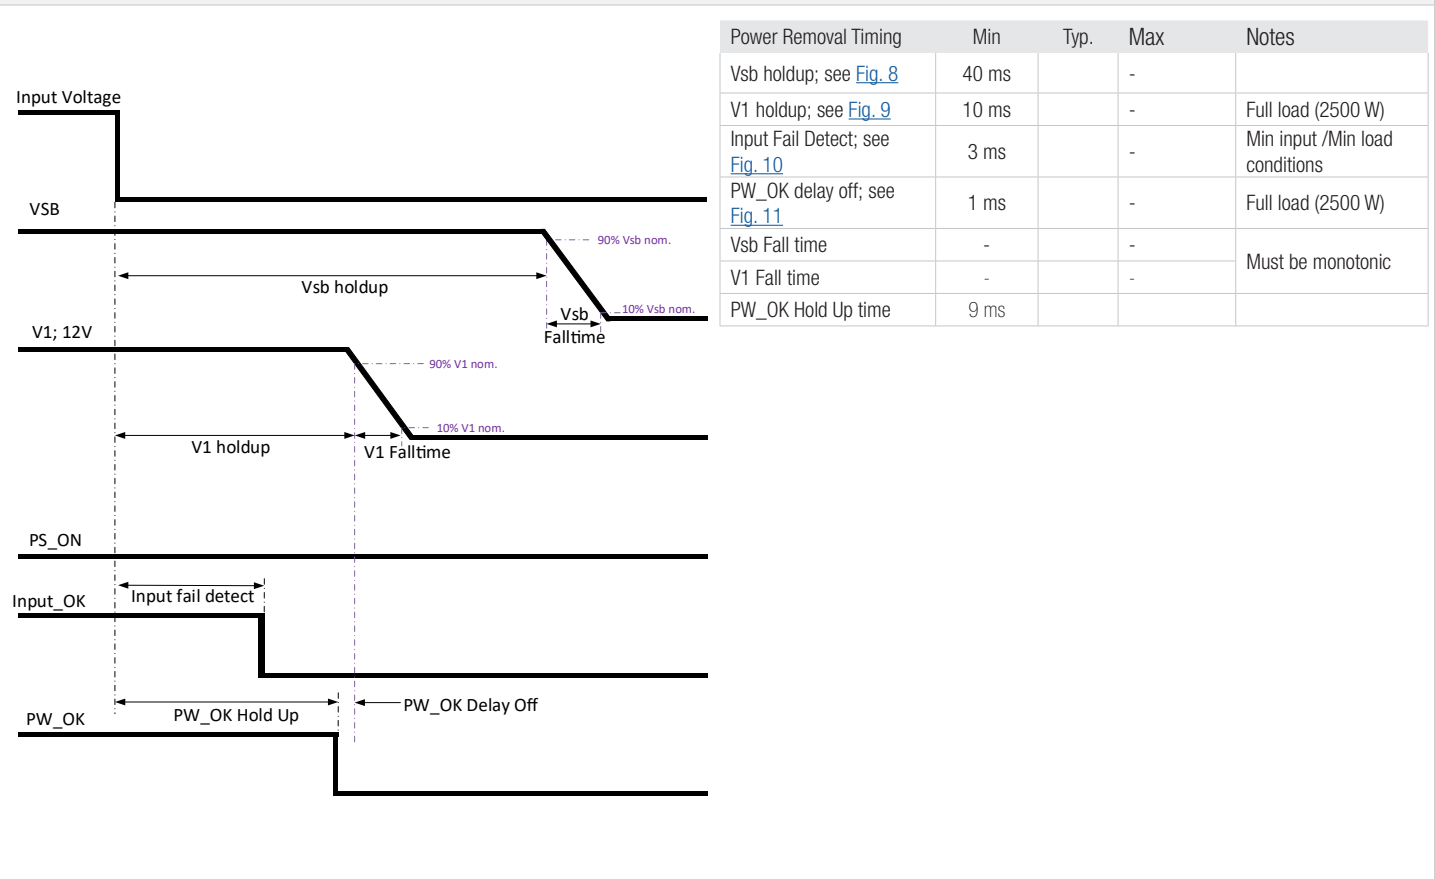 Input Voltage
VSB
90% Vsb nom.
Vsb holdup
Vsb
10% Vsb nom.
Falltime
V1; 12V
90% V1 nom.
10% V1 nom.
V1 holdup
V1 Falltime
PS_ON
Input fail detect
Input_OK
PW_OK Delay Off
PW_OK Hold Up
PW_OK
Power Removal Timing Min Typ. Max Notes
Vsb holdup; see Fig. 8 40 ms -
V1 holdup; see Fig. 9 10 ms - Full load (2500 W)
Input Fail Detect; see
Fig. 10
3 ms -
Min input /Min load
conditions
PW_OK delay off; see
Fig. 11
1 ms - Full load (2500 W)
Vsb Fall time - -
V1 Fall time - -
Must be monotonic
PW_OK Hold Up time 9 ms